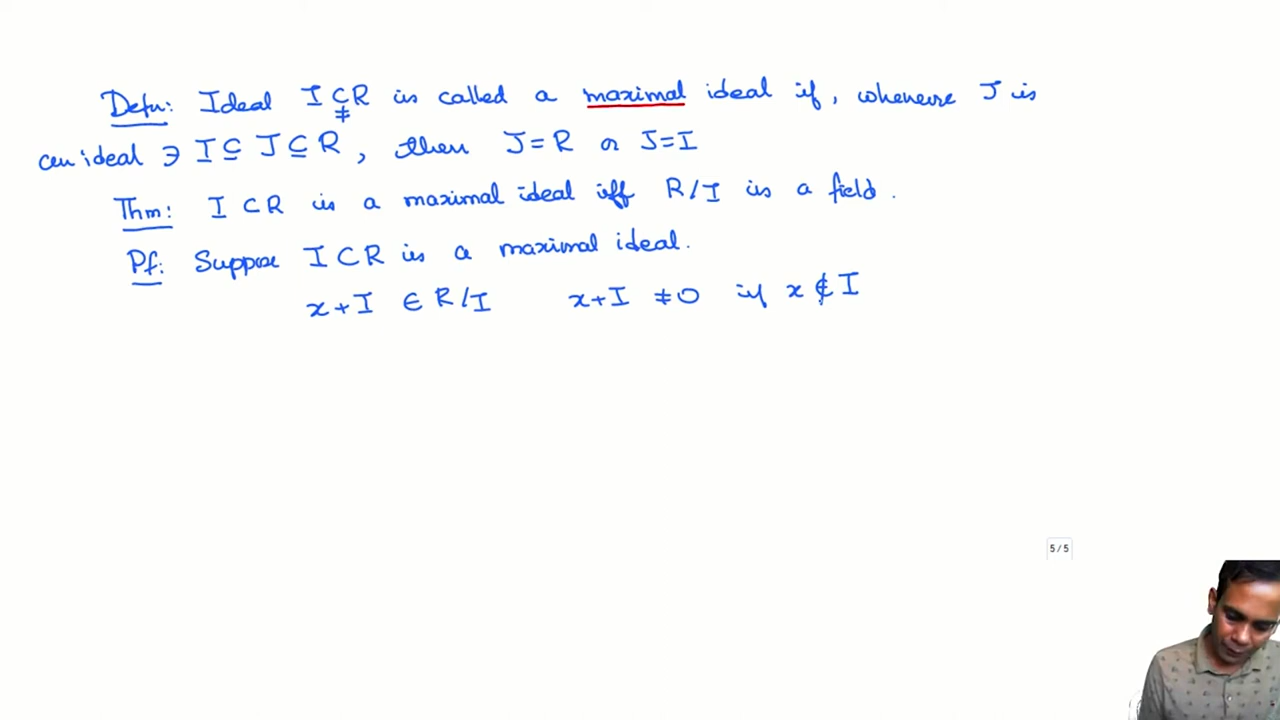 Defn: Ideal I ⊊ R is called a maximal ideal if, whenever J is
an ideal ∋ I ⊆ J ⊆ R, then J=R or J=I
Thm: I ⊂ R is a maximal ideal iff R/I is a field.
Pf: Suppose I ⊂ R is a maximal ideal.
x+I ∈ R/I x+I ≠0 if x ∉ I
5/5